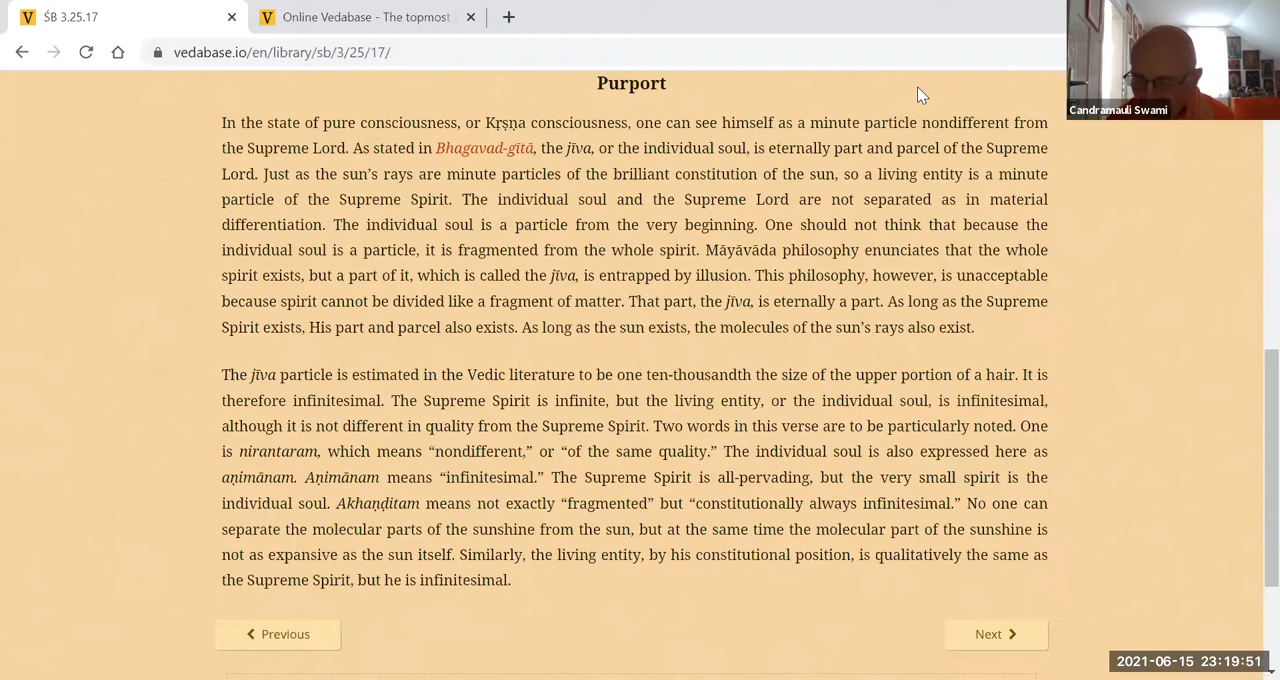 ŚB 3.25.17
Online Vedabase - The topmost
vedabase.io/en/library/sb/3/25/17/
Candramauli Swami
Purport
In the state of pure consciousness, or Kṛṣṇa consciousness, one can see himself as a minute particle nondifferent from
the Supreme Lord. As stated in Bhagavad-gītā, the jīva, or the individual soul, is eternally part and parcel of the Supreme
Lord. Just as the sun’s rays are minute particles of the brilliant constitution of the sun, so a living entity is a minute
particle of the Supreme Spirit. The individual soul and the Supreme Lord are not separated as in material
differentiation. The individual soul is a particle from the very beginning. One should not think that because the
individual soul is a particle, it is fragmented from the whole spirit. Māyāvāda philosophy enunciates that the whole
spirit exists, but a part of it, which is called the jīva, is entrapped by illusion. This philosophy, however, is unacceptable
because spirit cannot be divided like a fragment of matter. That part, the jīva, is eternally a part. As long as the Supreme
Spirit exists, His part and parcel also exists. As long as the sun exists, the molecules of the sun’s rays also exist.
The jīva particle is estimated in the Vedic literature to be one ten-thousandth the size of the upper portion of a hair. It is
therefore infinitesimal. The Supreme Spirit is infinite, but the living entity, or the individual soul, is infinitesimal,
although it is not different in quality from the Supreme Spirit. Two words in this verse are to be particularly noted. One
is nirantaram, which means “nondifferent,” or “of the same quality.” The individual soul is also expressed here as
aṇimānam. Aṇimānam means “infinitesimal.” The Supreme Spirit is all-pervading, but the very small spirit is the
individual soul. Akhaṇḍitam means not exactly “fragmented” but “constitutionally always infinitesimal.” No one can
separate the molecular parts of the sunshine from the sun, but at the same time the molecular part of the sunshine is
not as expansive as the sun itself. Similarly, the living entity, by his constitutional position, is qualitatively the same as
the Supreme Spirit, but he is infinitesimal.
Previous
Next
2021-06-15 23:19:51